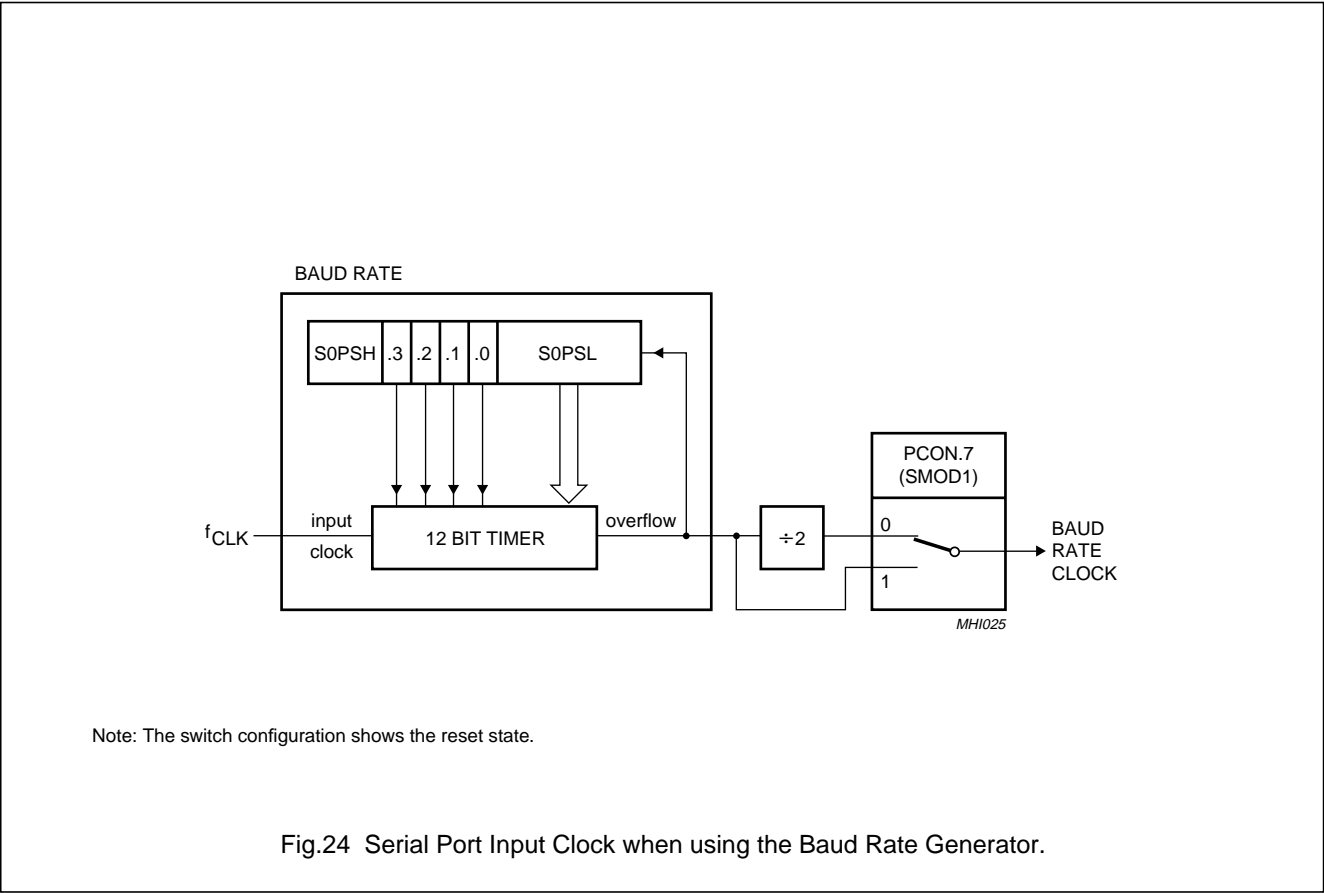 BAUD RATE
S0PSH .3 .2 .1 .0 S0PSL
PCON.7
(SMOD1)
fCLK
input
clock
12 BIT TIMER
overflow
÷2
0
1
BAUD
RATE
CLOCK
MHI025
Note: The switch configuration shows the reset state.
Fig.24 Serial Port Input Clock when using the Baud Rate Generator.